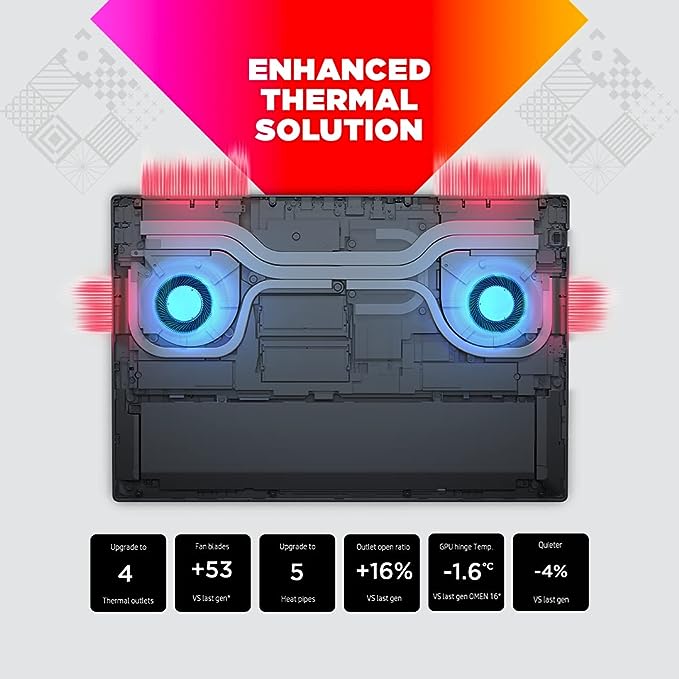 ENHANCED
THERMAL
SOLUTION
Upgrade to
4
Thermal outlets
Fan blades
+53
VS last gen*
Upgrade to
5
Heat pipes
Outlet open ratio
+16%
VS last gen
GPU hinge Temp.
-1.6°C
VS last gen OMEN 16*
Quieter
-4%
VS last gen